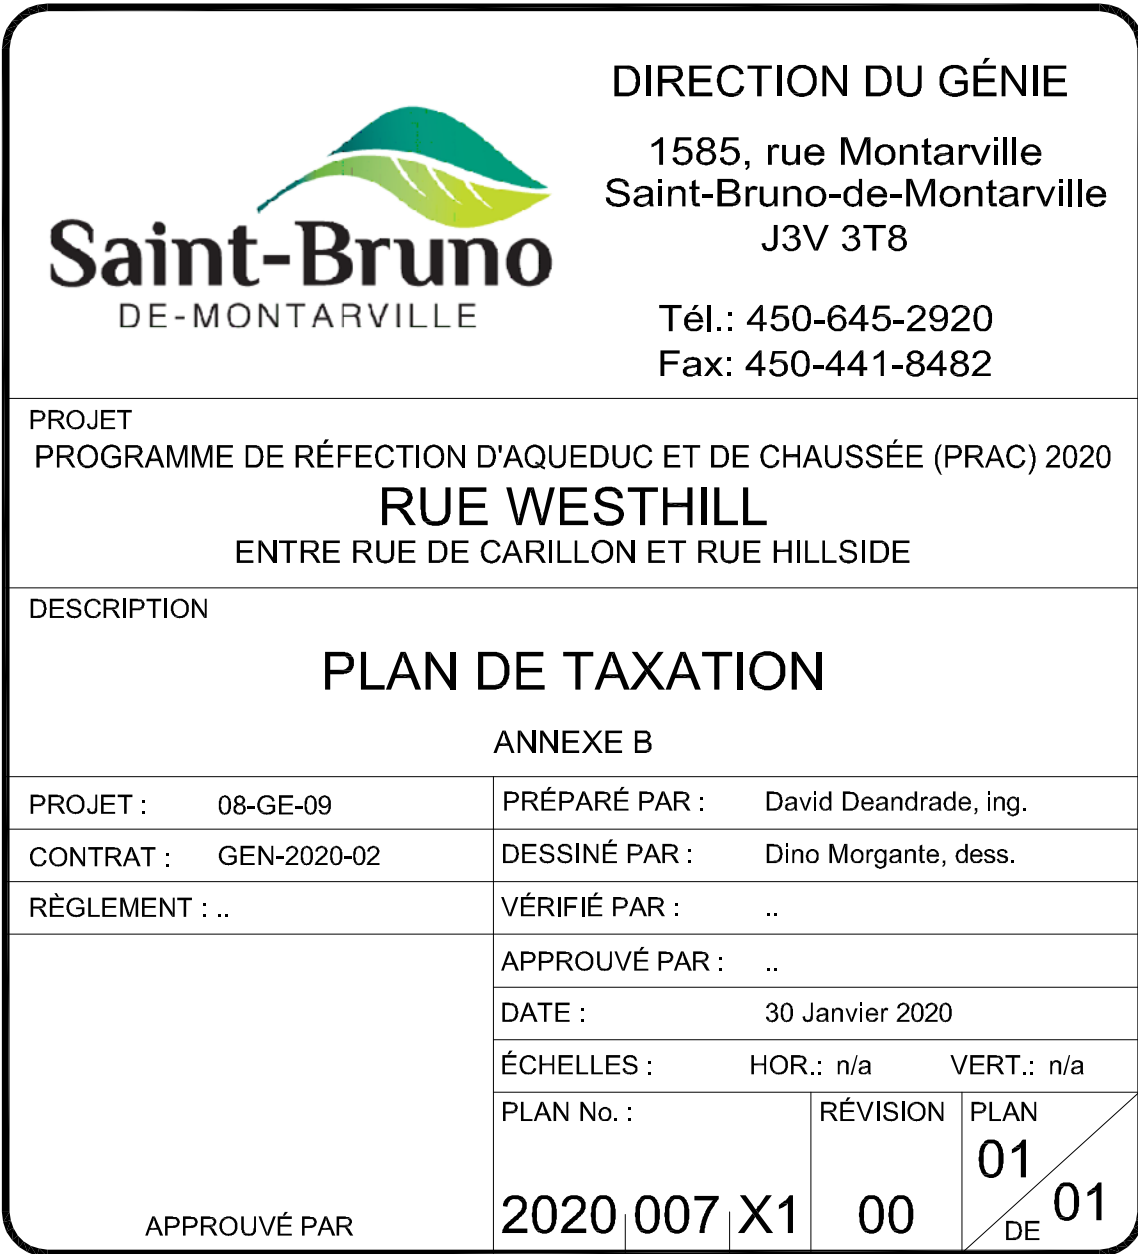 Saint-Bruno
DE-MONTARVILLE
DIRECTION DU GÉNIE
1585, rue Montarville
Saint-Bruno-de-Montarville
J3V 3T8
Tél.: 450-645-2920
Fax: 450-441-8482
PROJET
PROGRAMME DE RÉFECTION D'AQUEDUC ET DE CHAUSSÉE (PRAC) 2020
RUE WESTHILL
ENTRE RUE DE CARILLON ET RUE HILLSIDE
DESCRIPTION
PLAN DE TAXATION
ANNEXE B
PROJET : 08-GE-09
PRÉPARÉ PAR : David Deandrade, ing.
CONTRAT : GEN-2020-02
DESSINÉ PAR : Dino Morgante, dess.
RÈGLEMENT : ..
VÉRIFIÉ PAR : ..
APPROUVÉ PAR : ..
DATE : 30 Janvier 2020
ÉCHELLES : HOR.: n/a VERT.: n/a
PLAN No. :
2020 007 X1
RÉVISION
00
PLAN
01
DE 01
APPROUVÉ PAR